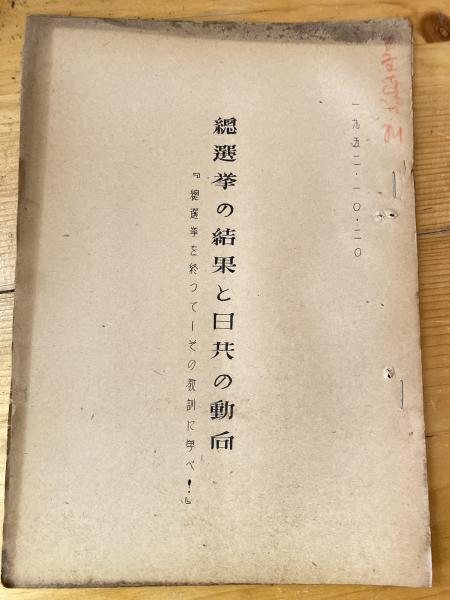 一九五二・一〇・二〇
總選挙の結果と日共の動向
『總選挙を終つて―その教訓に学べ！』